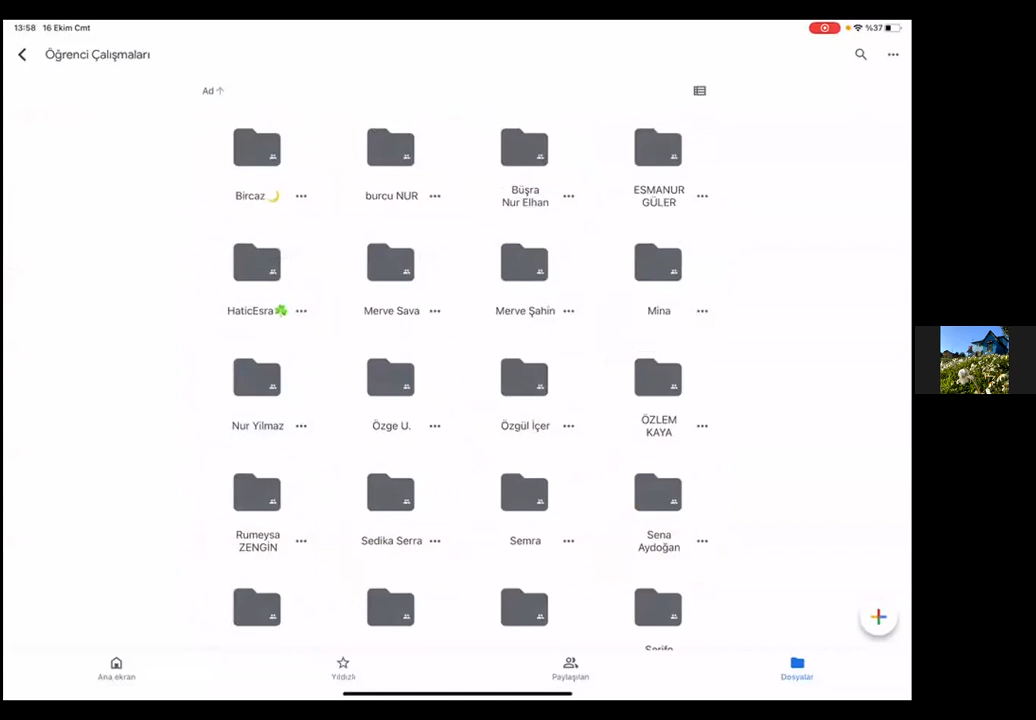 13:58 16 Ekim Cmt
%37
Öğrenci Çalışmaları
Ad
Bircaz
burcu NUR
Büşra
Nur Elhan
ESMANUR
GÜLER
HaticEsra
Merve Sava
Merve Şahin
Mina
Nur Yilmaz
Özge U.
Özgül İçer
ÖZLEM
KAYA
Rumeysa
ZENGİN
Sedika Serra
Semra
Sena
Aydoğan
Ana ekran
Yıldızlı
Paylaşılan
Dosyalar